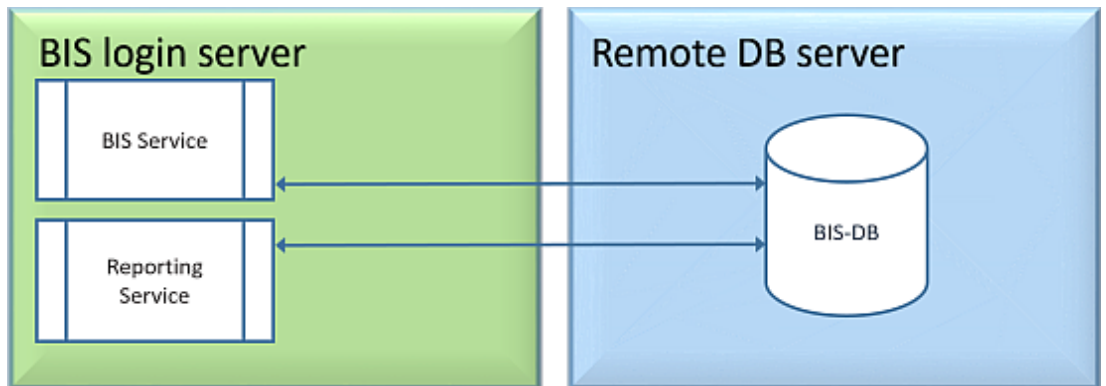 BIS login server
BIS Service
Reporting
Service
Remote DB server
BIS-DB